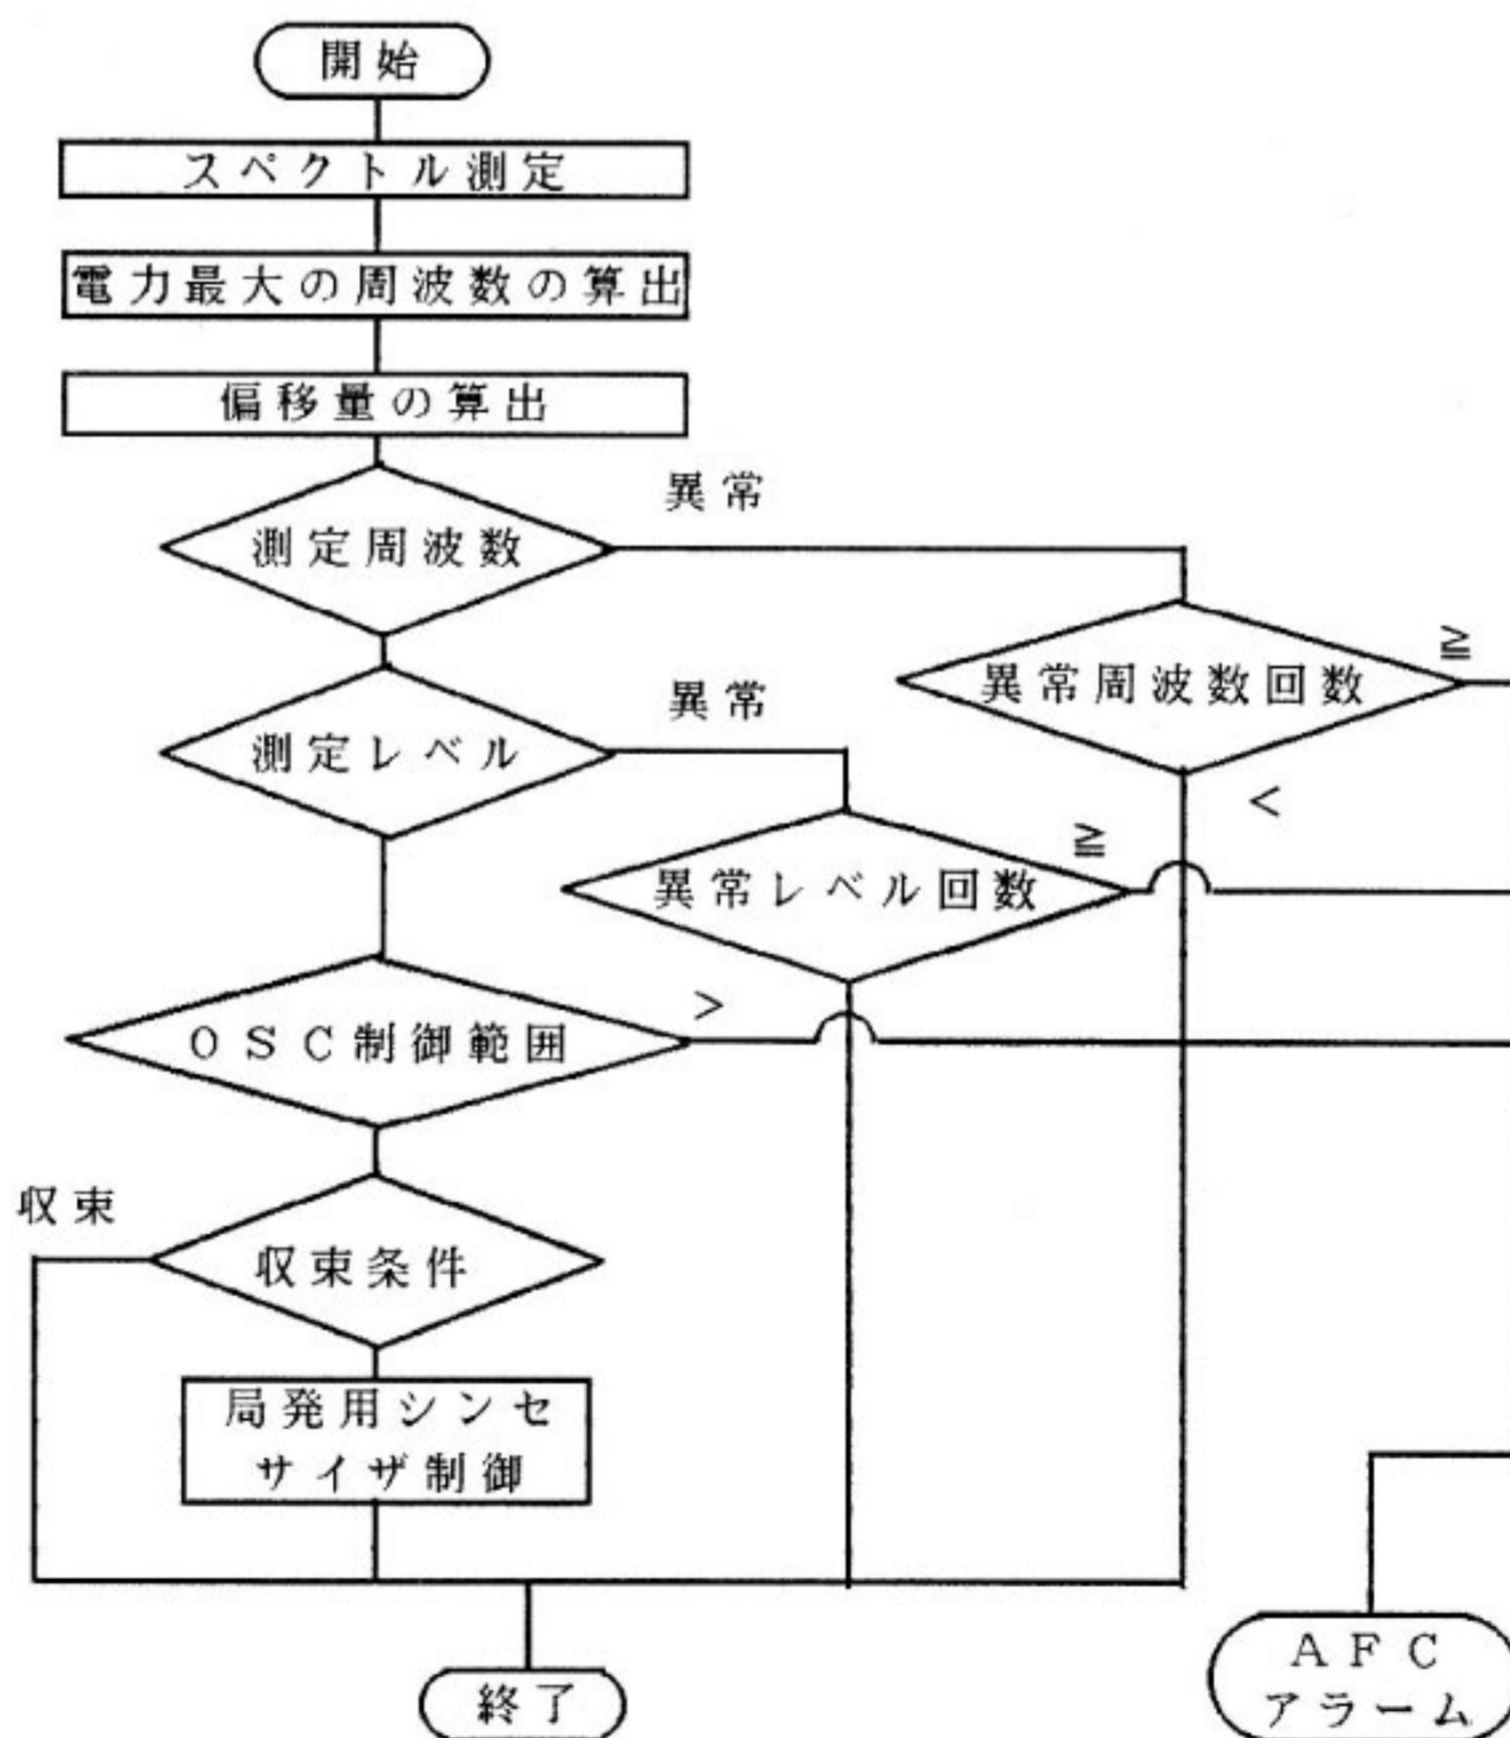 開始
スペクトル測定
電力最大の周波数の算出
偏移量の算出
異常
測定周波数
≧
異常周波数回数
異常
測定レベル
<
≧
異常レベル回数
>
OSC制御範囲
収束
収束条件
局発用シンセ
サイザ制御
AFC
アラーム
終了